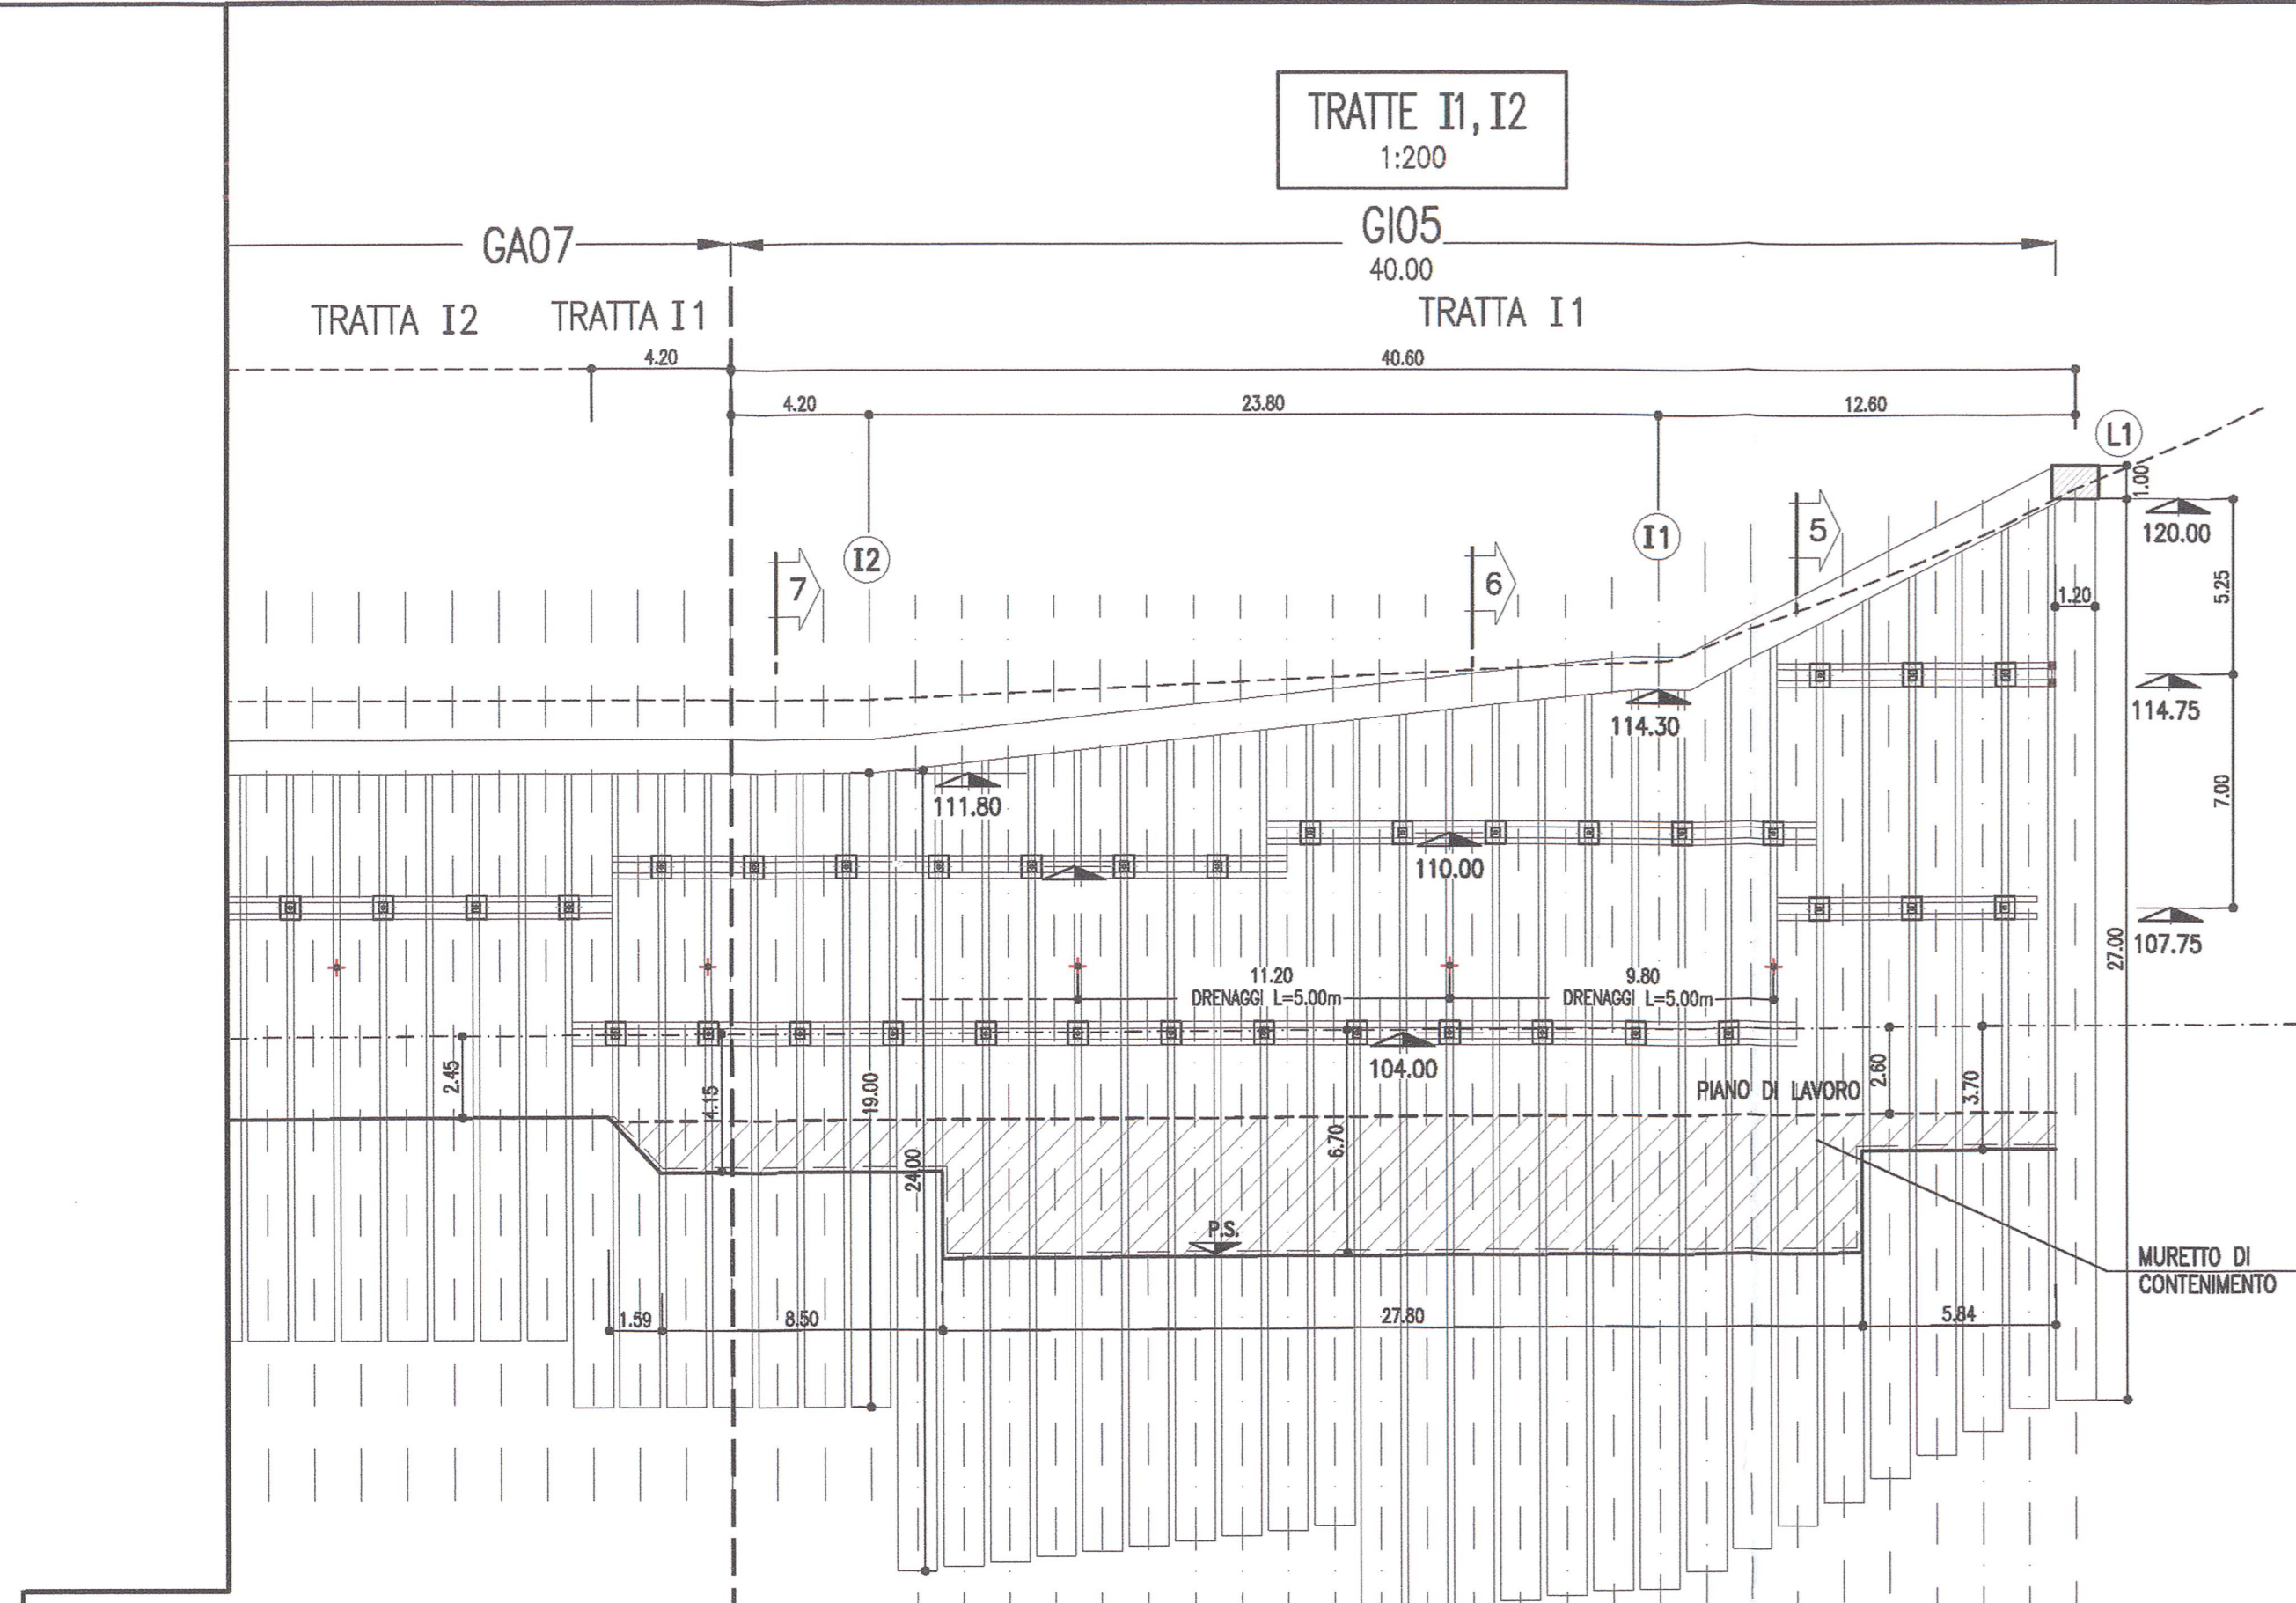 TRATTE I1, I2
1:200
GA07
GI05
40.00
TRATTA I2
TRATTA I1
TRATTA I1
4.20
40.60
4.20
23.80
12.60
L1
1.00
120.00
I2
I1
7
6
5
5.25
1.20
114.75
114.30
111.80
7.00
110.00
107.75
27.00
11.20
DRENAGGI L=5.00m
9.80
DRENAGGI L=5.00m
104.00
2.45
4.15
19.00
PIANO DI LAVORO
2.60
3.70
24.00
6.70
P.S.
MURETTO DI
CONTENIMENTO
1.59
8.50
27.80
5.84